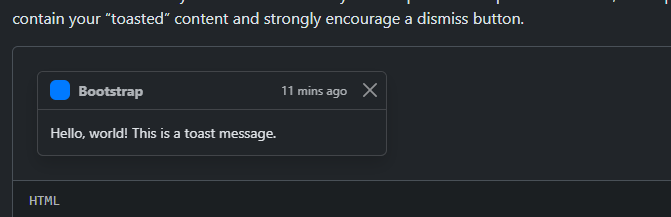 contain your “toasted” content and strongly encourage a dismiss button.
Bootstrap 11 mins ago
Hello, world! This is a toast message.
HTML